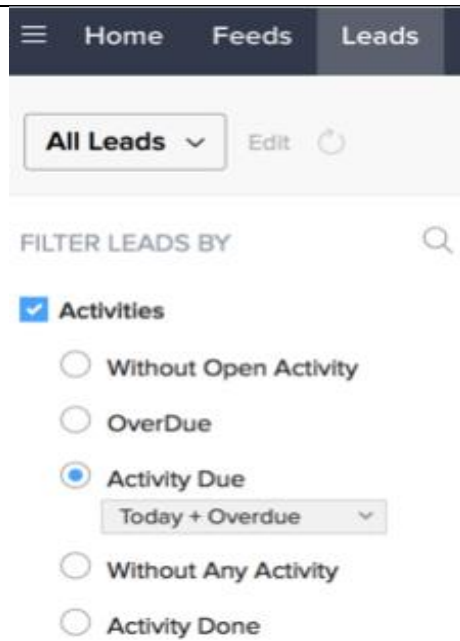 Home Feeds Leads
All Leads Edit
FILTER LEADS BY
Activities
Without Open Activity
OverDue
Activity Due
Today + Overdue
Without Any Activity
Activity Done